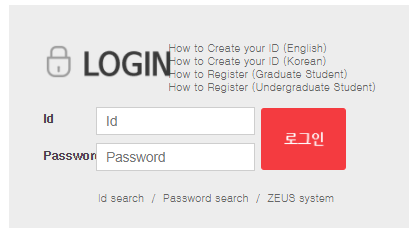 LOGIN
How to Create your ID (English)
How to Create your ID (Korean)
How to Register (Graduate Student)
How to Register (Undergraduate Student)
Id
Id
로그인
Password
Password
Id search / Password search / ZEUS system